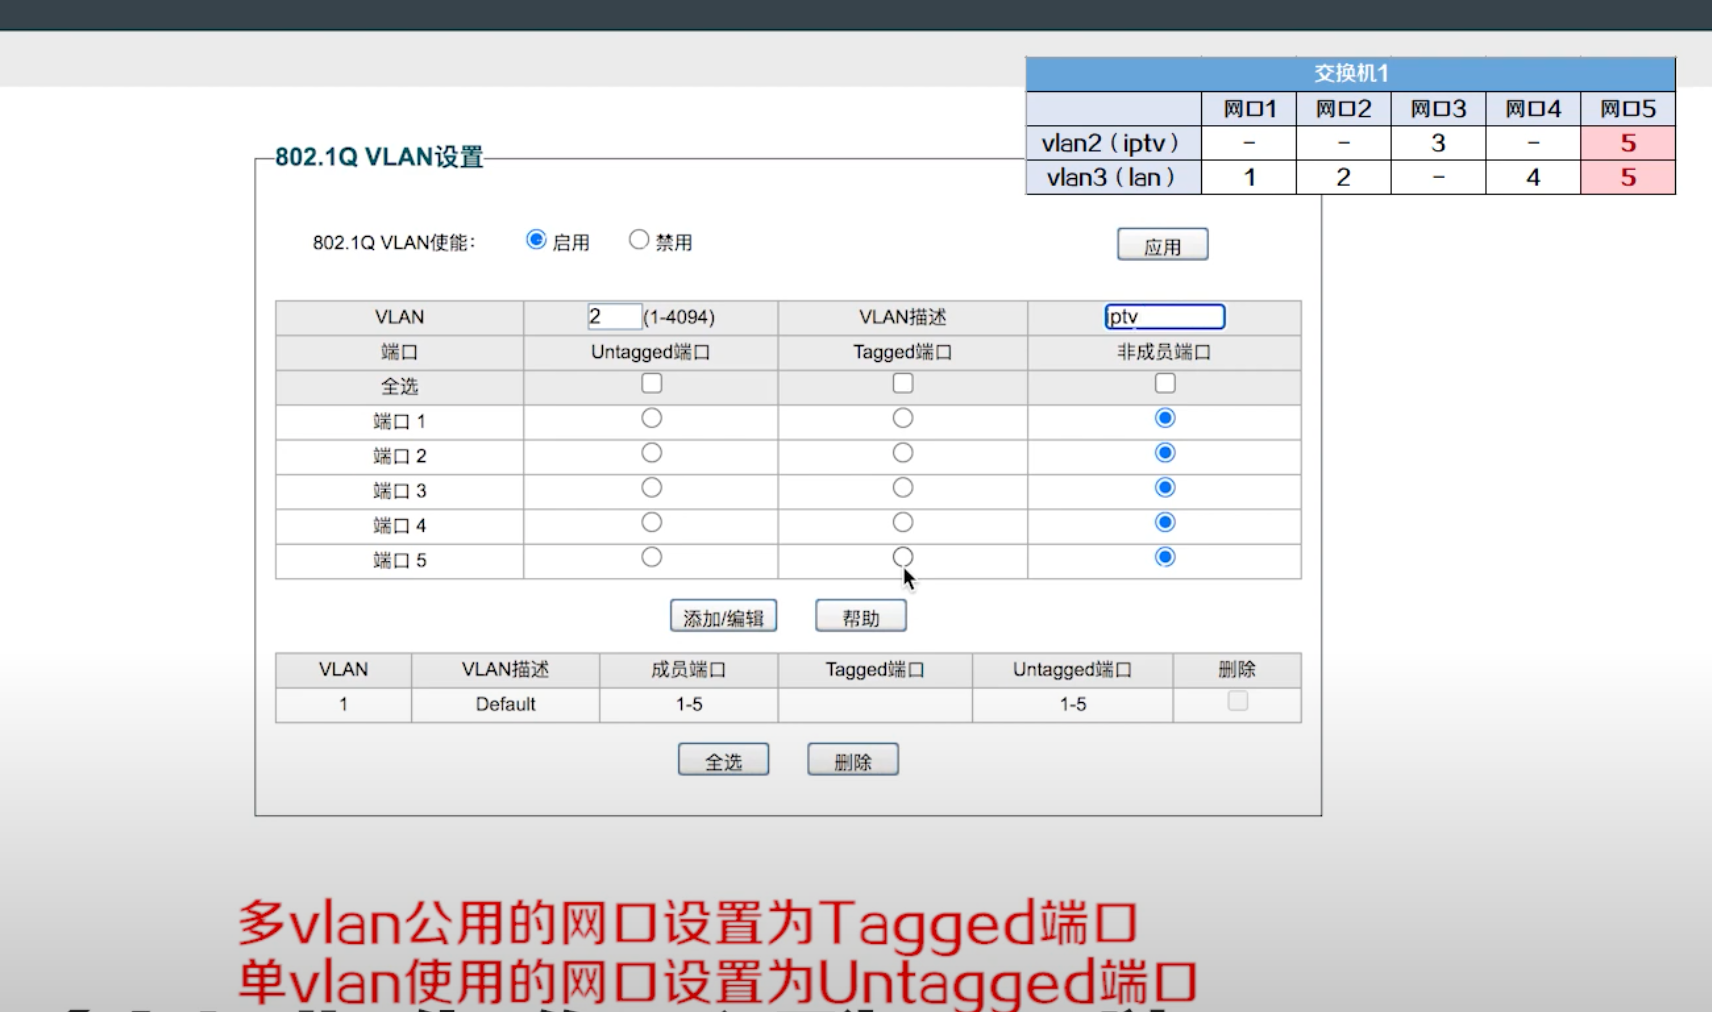 交换机1
网口1 网口2 网口3 网口4 网口5
vlan2（iptv） - - 3 - 5
vlan3（lan） 1 2 - 4 5
802.1Q VLAN设置
802.1Q VLAN使能： 启用 禁用 应用
VLAN 2 (1-4094) VLAN描述 iptv
端口 Untagged端口 Tagged端口 非成员端口
全选
端口 1
端口 2
端口 3
端口 4
端口 5
添加/编辑 帮助
VLAN VLAN描述 成员端口 Tagged端口 Untagged端口 删除
1 Default 1-5 1-5
全选 删除
多vlan公用的网口设置为Tagged端口
单vlan使用的网口设置为Untagged端口